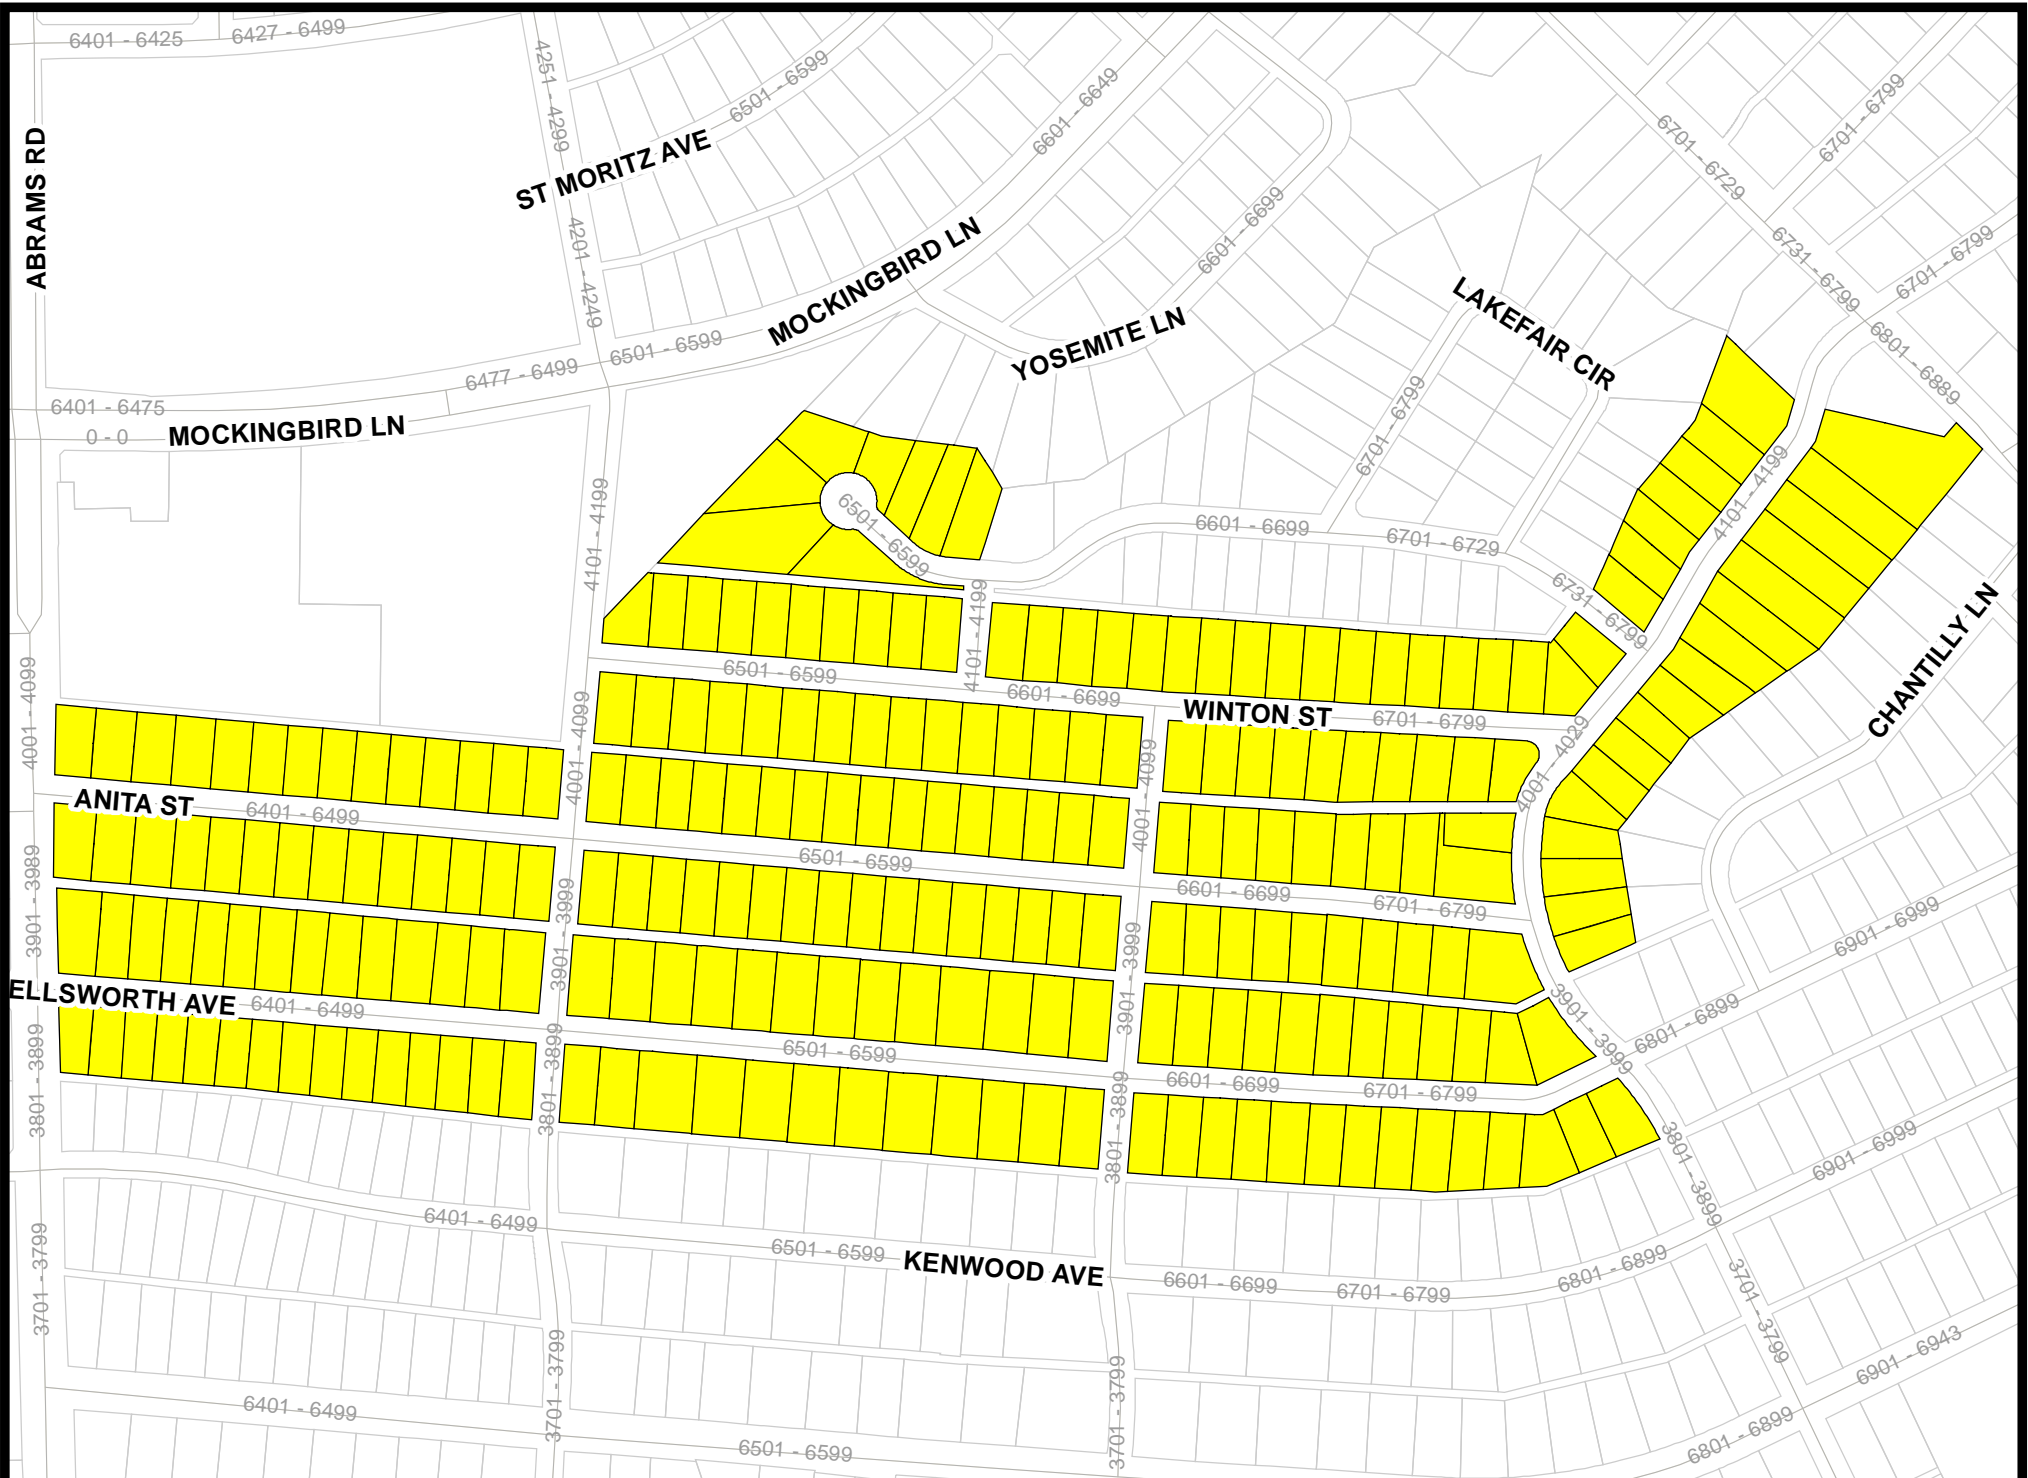 6401 - 6425
6427 - 6499
4251 - 4299
6501 - 6599
6601 - 6649
6701 - 6729
6701 - 6799
ABRAMS RD
ST MORITZ AVE
4201 - 4249
MOCKINGBIRD LN
6601 - 6699
6731 - 6799
6701 - 6799
LAKEFAIR CIR
YOSEMITE LN
6501 - 6599
6477 - 6499
6801 - 6889
6401 - 6475
0 - 0
MOCKINGBIRD LN
6701 - 6799
4101 - 4199
4101 - 4199
6501 - 6599
6601 - 6699
6701 - 6729
6731 - 6799
4101 - 4199
CHANTILLY LN
4001 - 4099
6501 - 6599
6601 - 6699
WINTON ST
6701 - 6799
4001 - 4099
4001 - 4099
4001 - 4029
ANITA ST
6401 - 6499
6501 - 6599
6601 - 6699
6701 - 6799
3901 - 3989
3901 - 3999
3901 - 3999
6901 - 6999
ELLSWORTH AVE
6401 - 6499
6501 - 6599
6601 - 6699
6701 - 6799
3901 - 3999
6801 - 6899
3801 - 3899
3801 - 3899
3801 - 3899
3801 - 3899
6901 - 6999
6401 - 6499
6501 - 6599
KENWOOD AVE
6601 - 6699
6701 - 6799
6801 - 6899
3701 - 3799
3701 - 3799
3701 - 3799
3701 - 3799
6901 - 6943
6401 - 6499
6501 - 6599
6801 - 6899